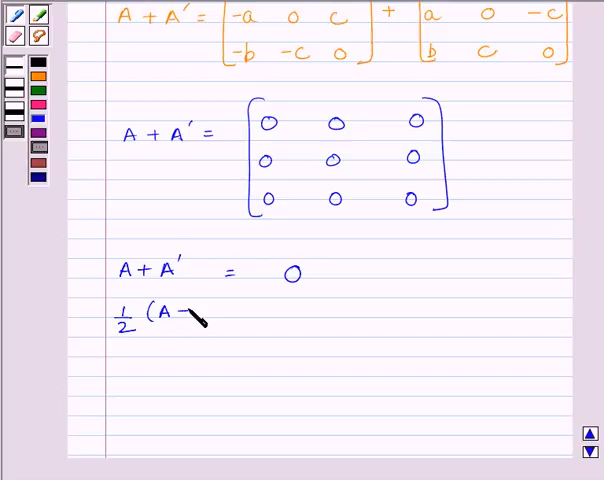 A + A' = [ -a 0 c ] + [ a 0 -c ]
[ -b -c 0 ] [ b c 0 ]
A + A' = [ 0 0 0
0 0 0
0 0 0 ]
A + A' = 0
1/2 (A -